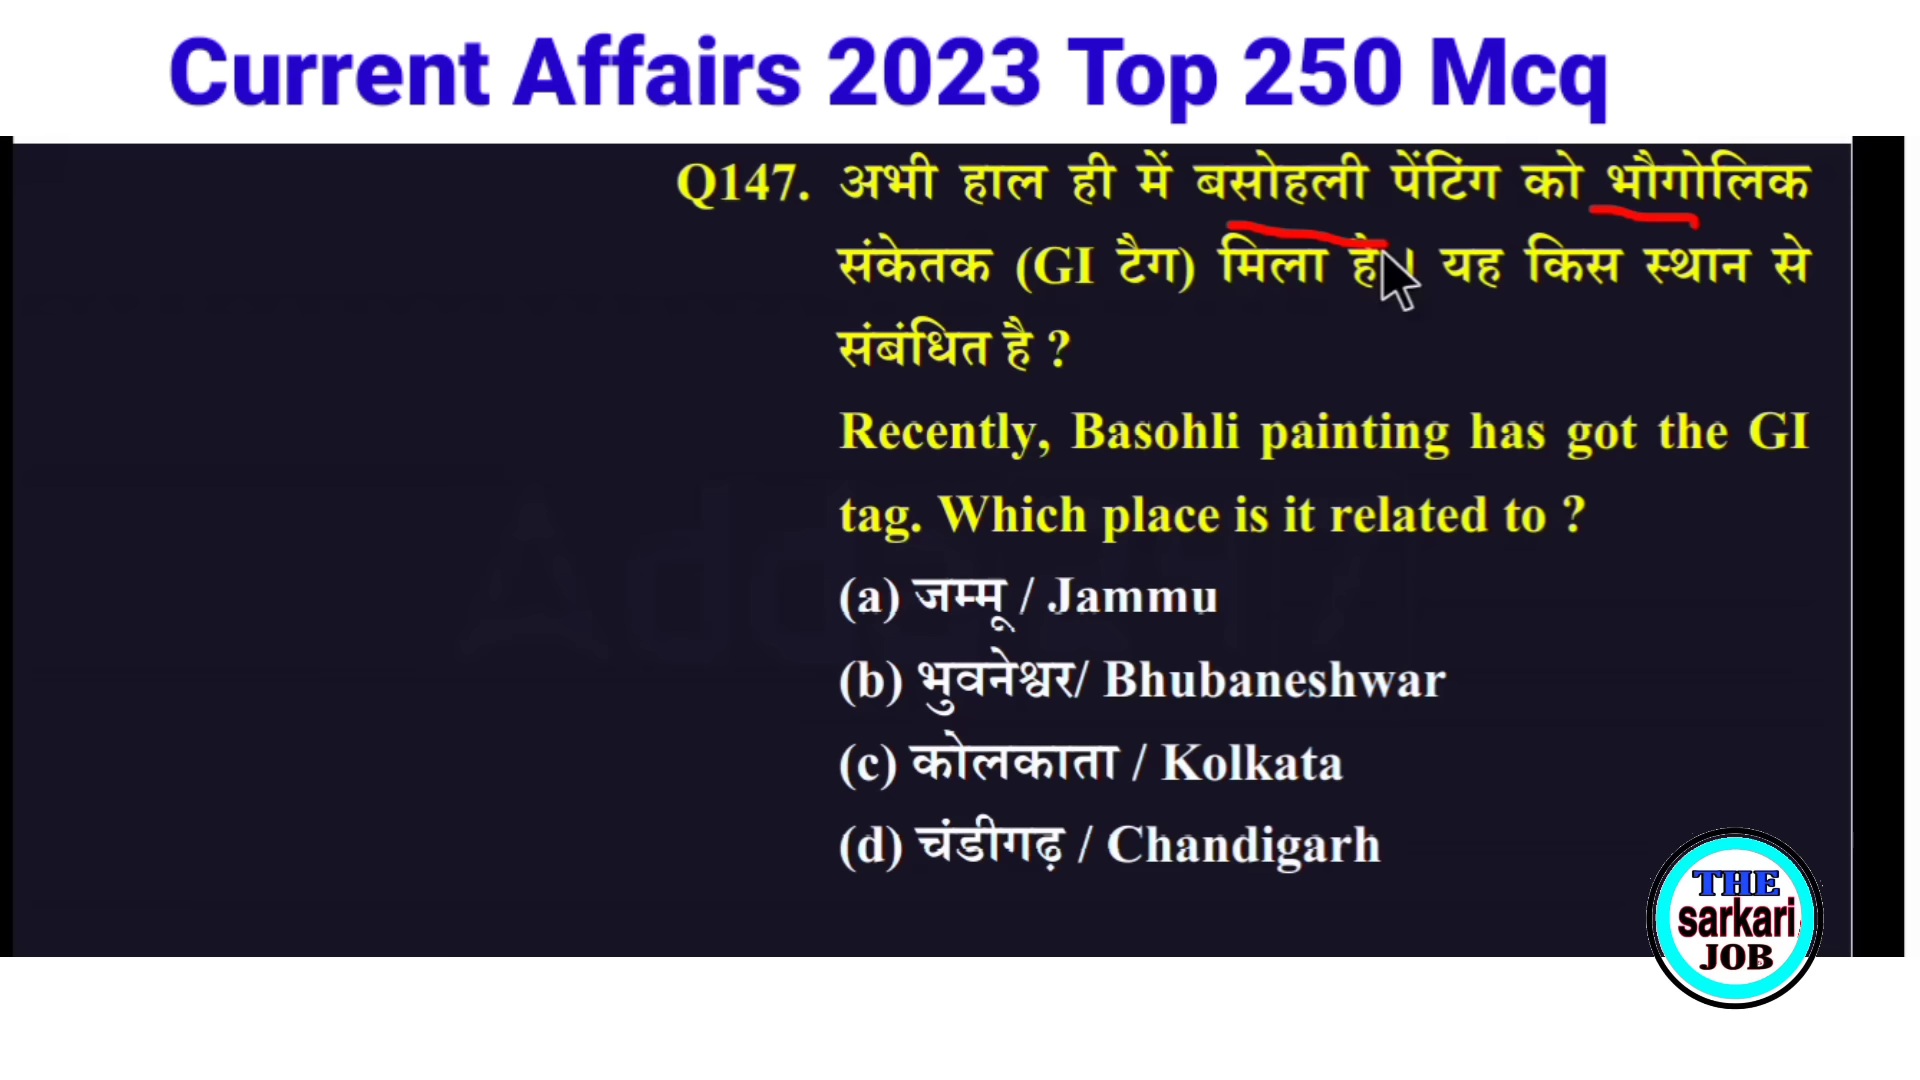 Current Affairs 2023 Top 250 Mcq
Q147. अभी हाल ही में बसोहली पेंटिंग को भौगोलिक
संकेतक (GI टैग) मिला है। यह किस स्थान से
संबंधित है ?
Recently, Basohli painting has got the GI
tag. Which place is it related to ?
(a) जम्मू / Jammu
(b) भुवनेश्वर/ Bhubaneshwar
(c) कोलकाता / Kolkata
(d) चंडीगढ़ / Chandigarh
THE
sarkari
JOB